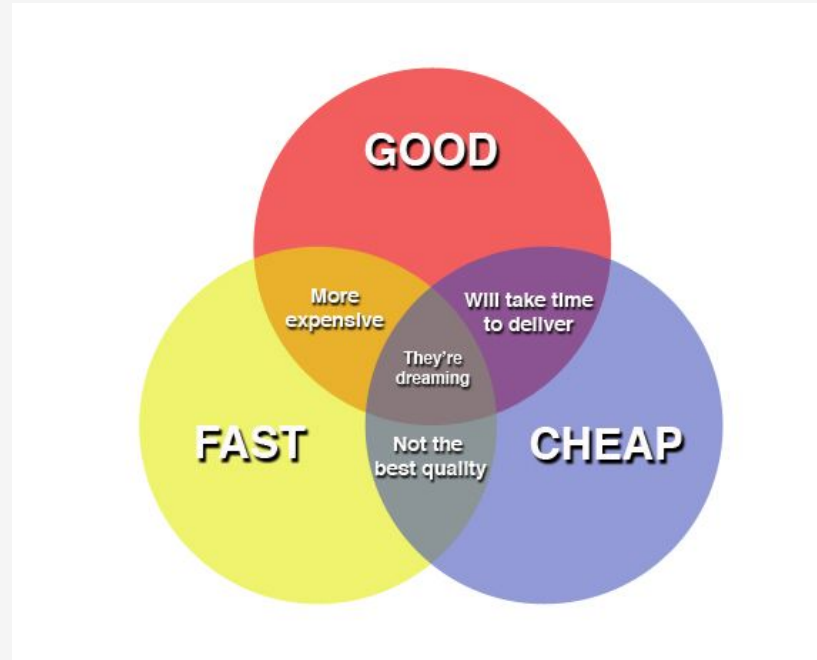 GOOD
More
expensive
Will take time
to deliver
They're
dreaming
FAST
Not the
best quality
CHEAP